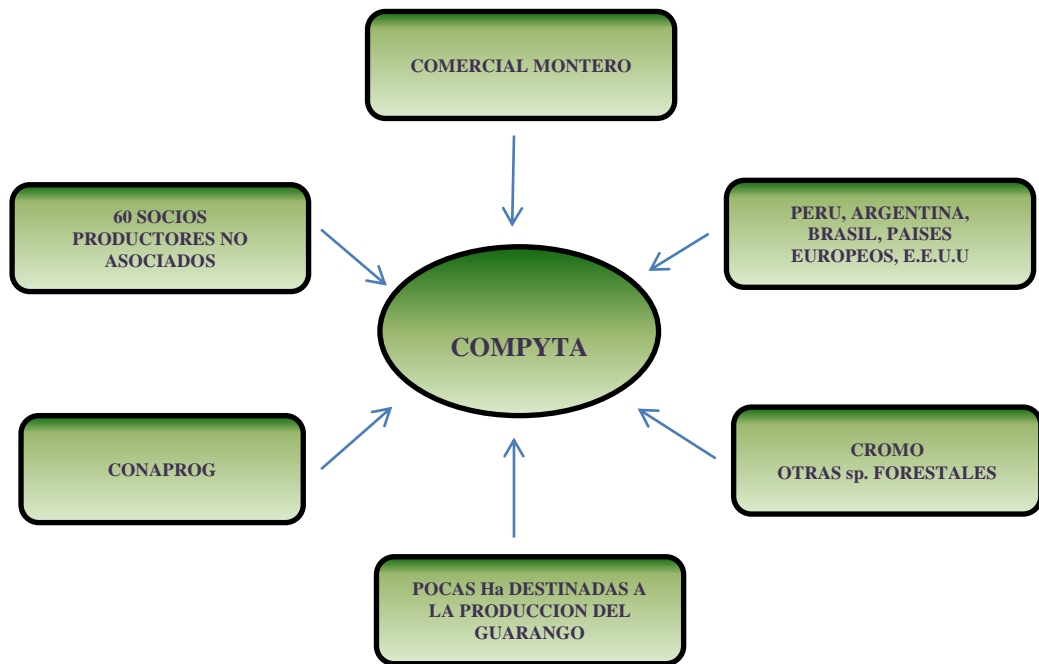 COMERCIAL MONTERO
60 SOCIOS
PRODUCTORES NO
ASOCIADOS
PERU, ARGENTINA,
BRASIL, PAISES
EUROPEOS, E.E.U.U
COMPYTA
CONAPROG
CROMO
OTRAS sp. FORESTALES
POCAS Ha DESTINADAS A
LA PRODUCCION DEL
GUARANGO